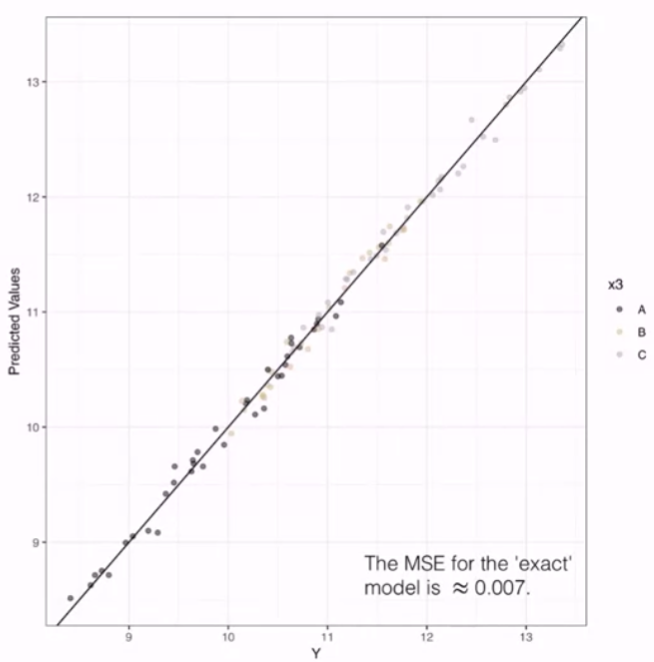 13
12
11
10
9
Predicted Values
x3
A
B
C
The MSE for the 'exact'
model is ≈ 0.007.
9 10 11 12 13
Y